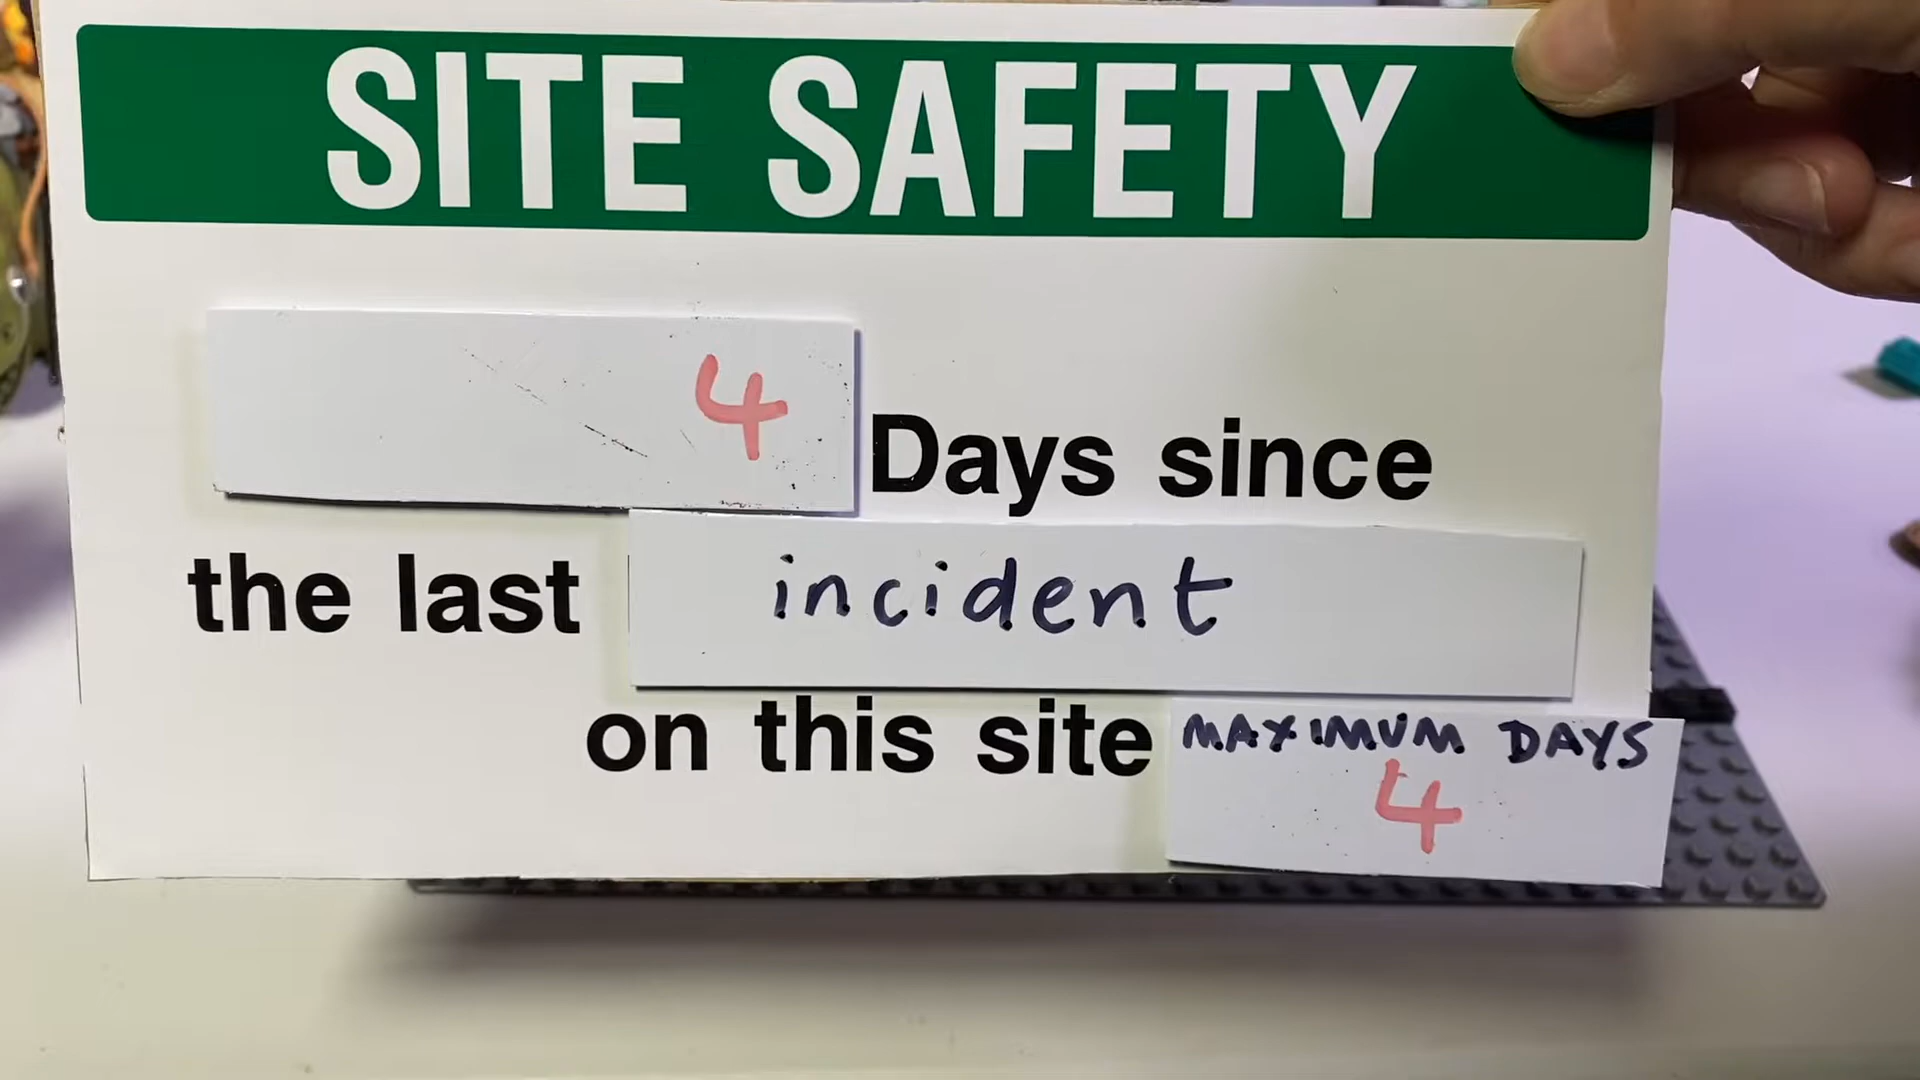 SITE SAFETY
4 Days since
the last incident
on this site MAXIMUM DAYS
4